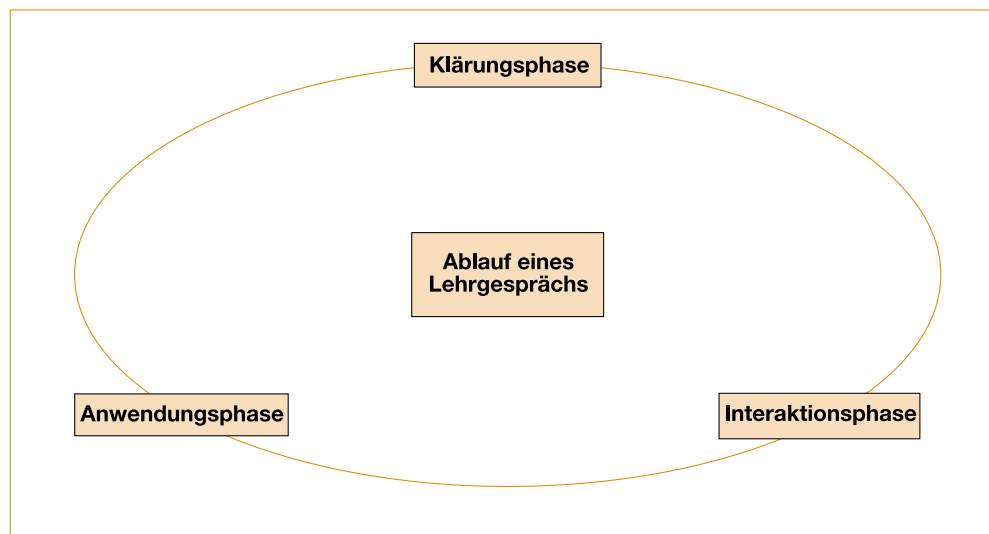 Klärungsphase
Ablauf eines
Lehrgesprächs
Anwendungsphase
Interaktionsphase